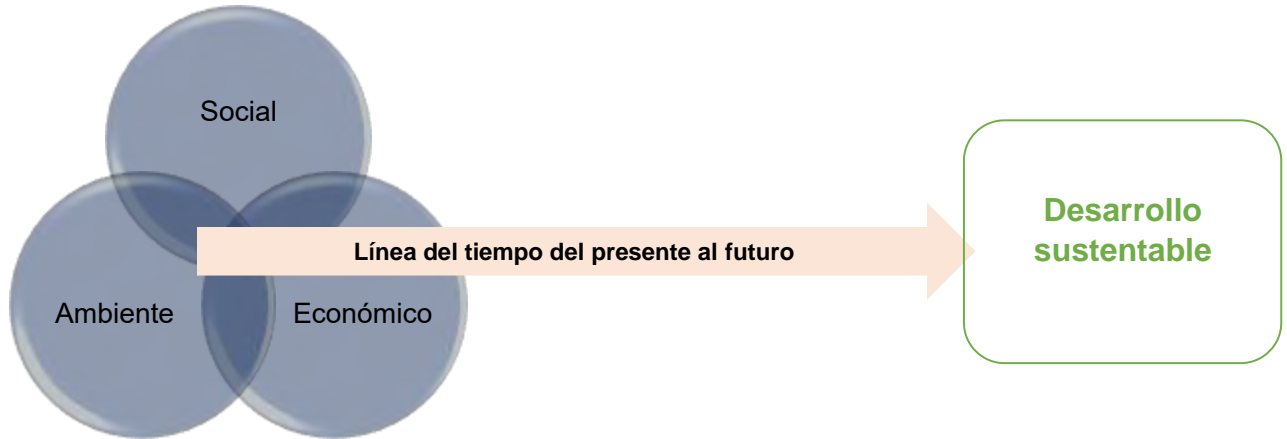 Social
Línea del tiempo del presente al futuro
Ambiente
Económico
Desarrollo
sustentable